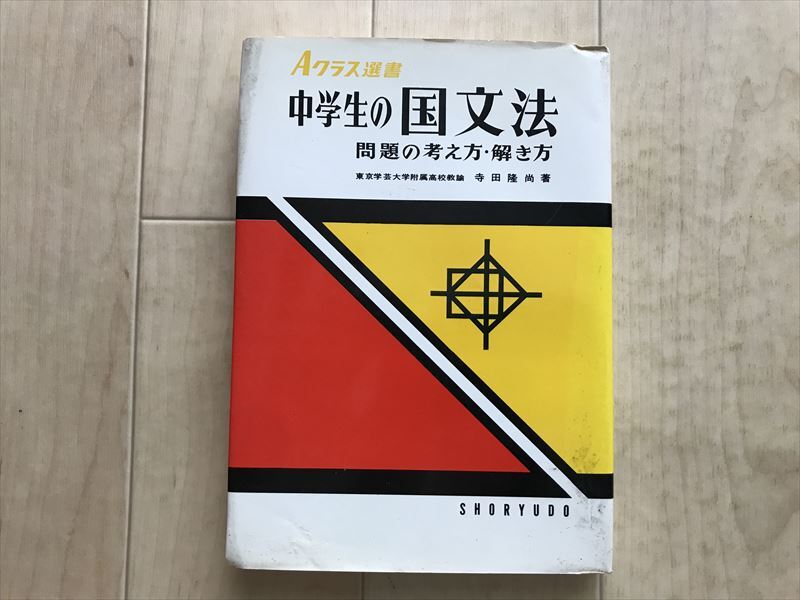 Aクラス選書
中学生の国文法
問題の考え方・解き方
東京学芸大学附属高校教諭 寺田隆尚著
SHORYUDO